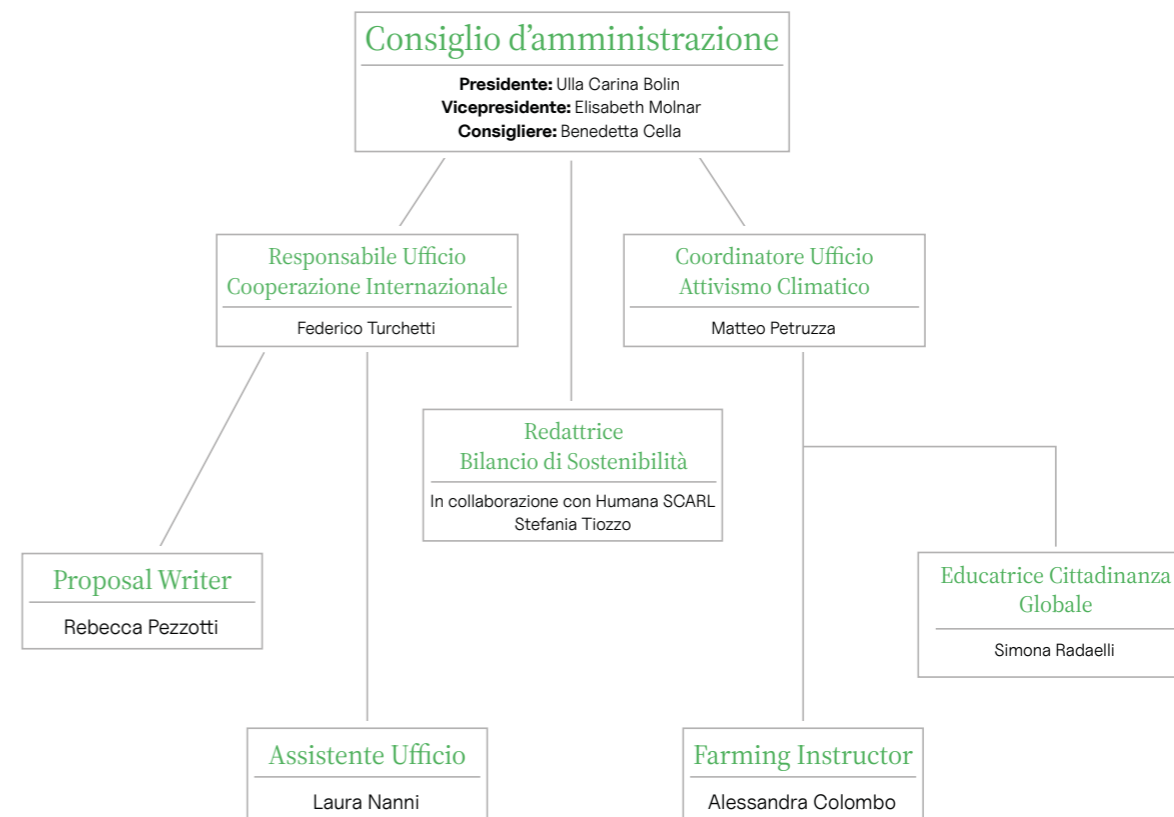 Consiglio d’amministrazione
Presidente: Ulla Carina Bolin
Vicepresidente: Elisabeth Molnar
Consigliere: Benedetta Cella
Responsabile Ufficio
Cooperazione Internazionale
Federico Turchetti
Coordinatore Ufficio
Attivismo Climatico
Matteo Petruzza
Redattrice
Bilancio di Sostenibilità
In collaborazione con Humana SCARL
Stefania Tiozzo
Proposal Writer
Rebecca Pezzotti
Educatrice Cittadinanza
Globale
Simona Radaelli
Assistente Ufficio
Laura Nanni
Farming Instructor
Alessandra Colombo